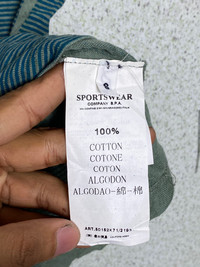 SPORTSWEAR
COMPANY S.P.A.
100%
COTTON
COTONE
COTON
ALGODON
ALGODAO-綿-棉